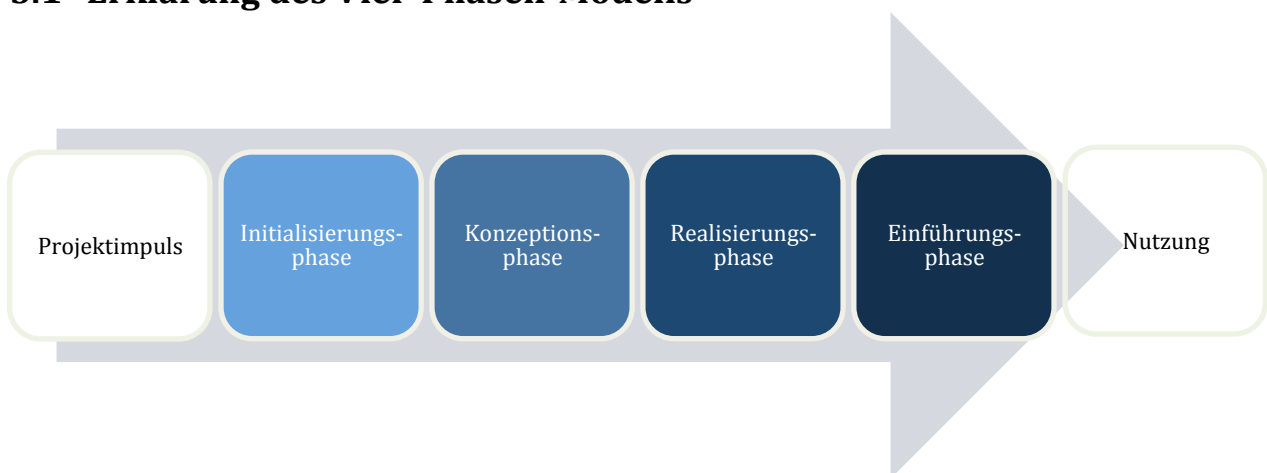 3.1 Erklärung des Vier-Phasen-Modells
Projektimpuls
Initialisierungs-
phase
Konzeptions-
phase
Realisierungs-
phase
Einführungs-
phase
Nutzung